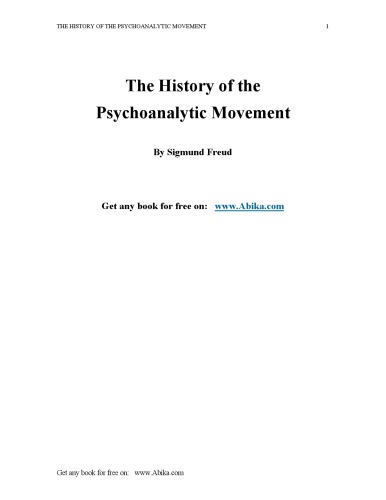 THE HISTORY OF THE PSYCHOANALYTIC MOVEMENT 1
The History of the
Psychoanalytic Movement
By Sigmund Freud
Get any book for free on: www.Abika.com
Get any book for free on: www.Abika.com